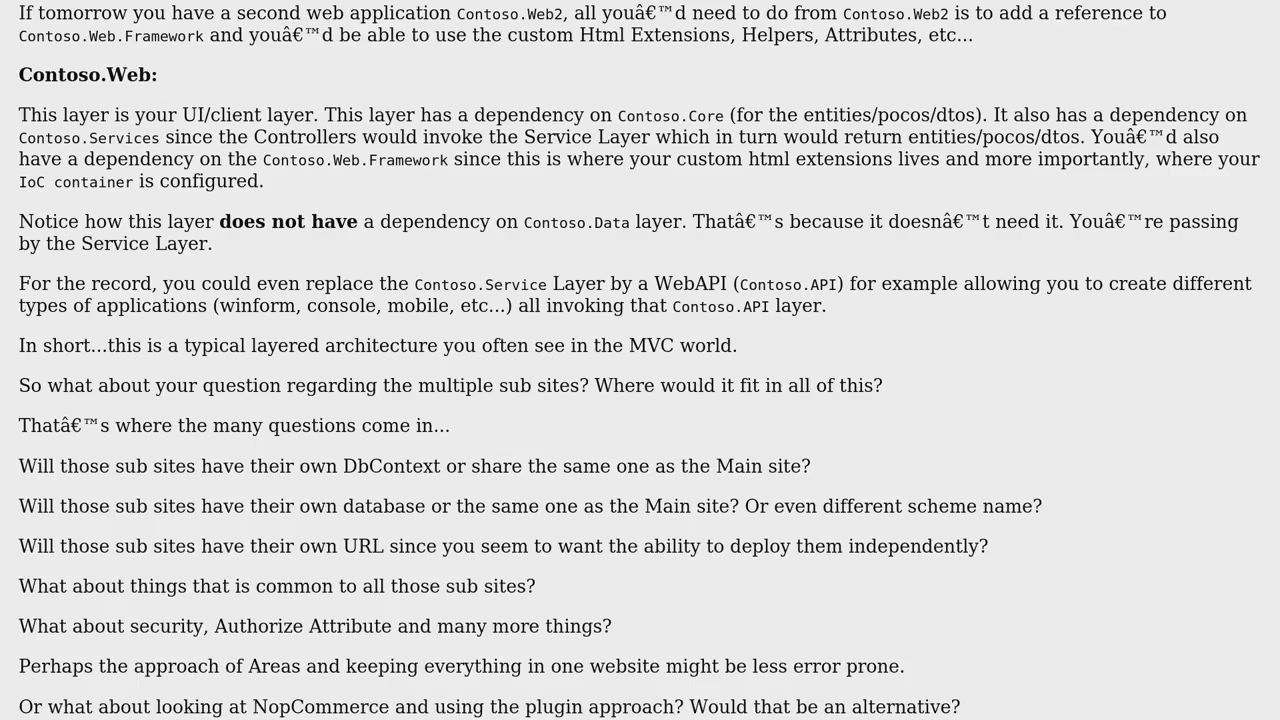 If tomorrow you have a second web application Contoso.Web2, all youâ€™d need to do from Contoso.Web2 is to add a reference to
Contoso.Web.Framework and youâ€™d be able to use the custom Html Extensions, Helpers, Attributes, etc...
Contoso.Web:
This layer is your UI/client layer. This layer has a dependency on Contoso.Core (for the entities/pocos/dtos). It also has a dependency on
Contoso.Services since the Controllers would invoke the Service Layer which in turn would return entities/pocos/dtos. Youâ€™d also
have a dependency on the Contoso.Web.Framework since this is where your custom html extensions lives and more importantly, where your
IoC container is configured.
Notice how this layer does not have a dependency on Contoso.Data layer. Thatâ€™s because it doesnâ€™t need it. Youâ€™re passing
by the Service Layer.
For the record, you could even replace the Contoso.Service Layer by a WebAPI (Contoso.API) for example allowing you to create different
types of applications (winform, console, mobile, etc...) all invoking that Contoso.API layer.
In short...this is a typical layered architecture you often see in the MVC world.
So what about your question regarding the multiple sub sites? Where would it fit in all of this?
Thatâ€™s where the many questions come in...
Will those sub sites have their own DbContext or share the same one as the Main site?
Will those sub sites have their own database or the same one as the Main site? Or even different scheme name?
Will those sub sites have their own URL since you seem to want the ability to deploy them independently?
What about things that is common to all those sub sites?
What about security, Authorize Attribute and many more things?
Perhaps the approach of Areas and keeping everything in one website might be less error prone.
Or what about looking at NopCommerce and using the plugin approach? Would that be an alternative?